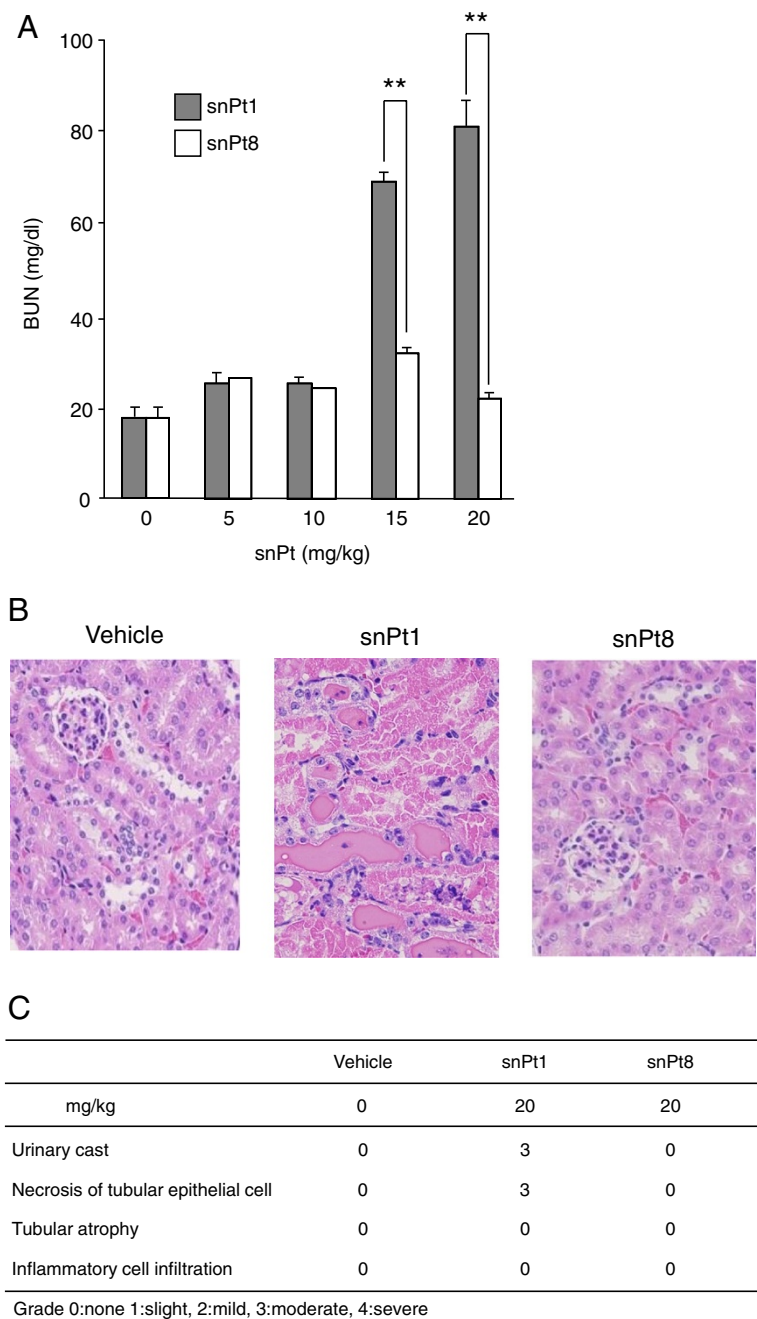 A
**
**
100
80
60
40
20
0
BUN (mg/dl)
snPt1
snPt8
0 5 10 15 20
snPt (mg/kg)
B
Vehicle snPt1 snPt8
C
Vehicle snPt1 snPt8
mg/kg 0 20 20
Urinary cast 0 3 0
Necrosis of tubular epithelial cell 0 3 0
Tubular atrophy 0 0 0
Inflammatory cell infiltration 0 0 0
Grade 0:none 1:slight, 2:mild, 3:moderate, 4:severe